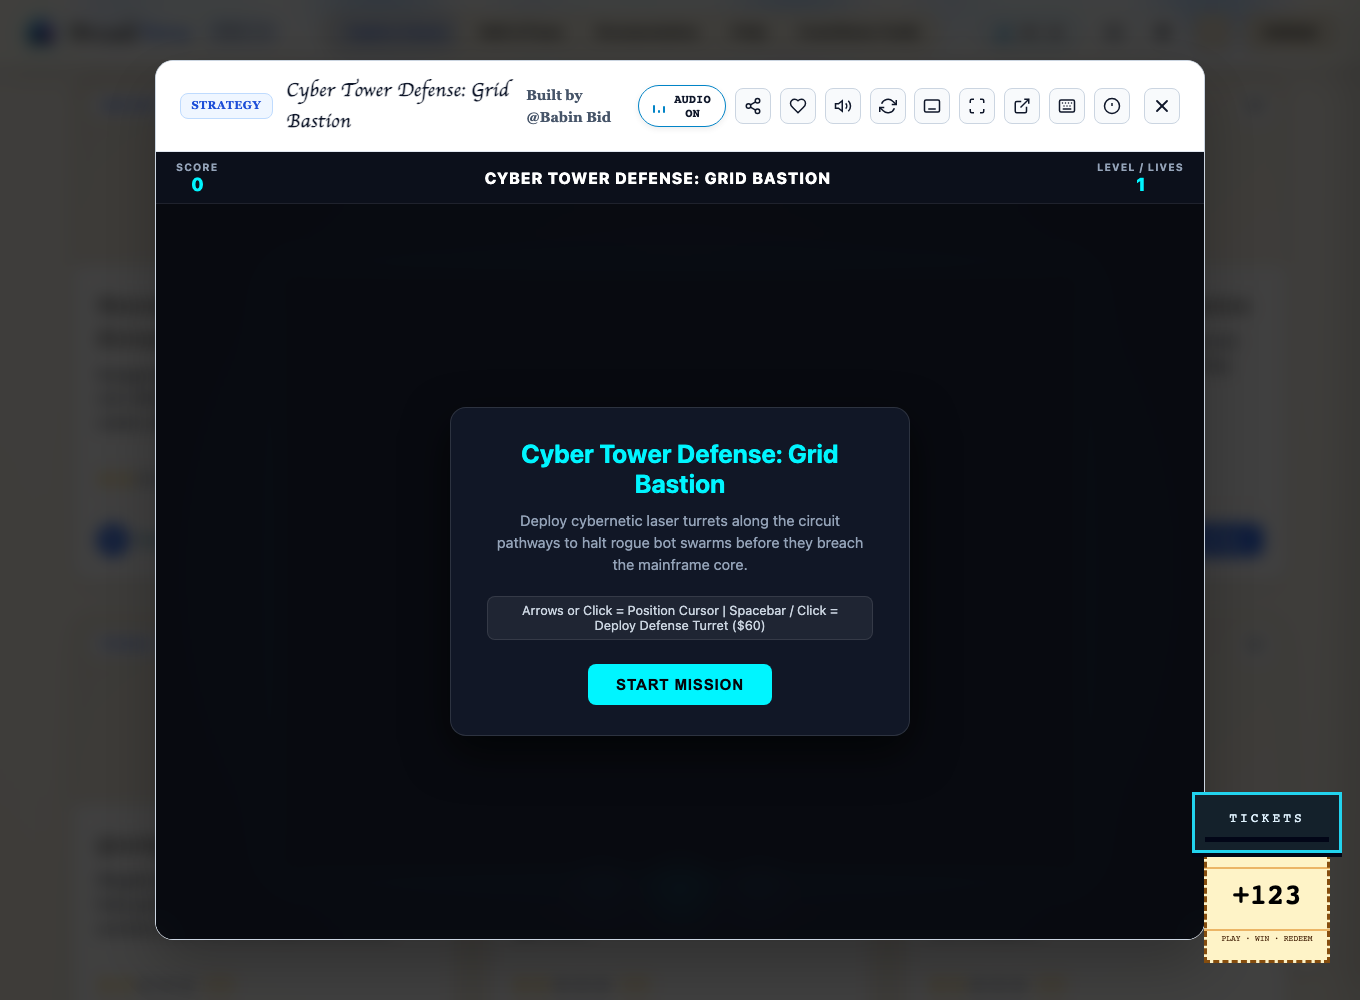 STRATEGY
Cyber Tower Defense: Grid
Bastion
Built by
@Babin Bid
AUDIO
ON
SCORE
0
CYBER TOWER DEFENSE: GRID BASTION
LEVEL / LIVES
1
Cyber Tower Defense: Grid
Bastion
Deploy cybernetic laser turrets along the circuit
pathways to halt rogue bot swarms before they breach
the mainframe core.
Arrows or Click = Position Cursor | Spacebar / Click =
Deploy Defense Turret ($60)
START MISSION
TICKETS
+123
PLAY · WIN · REDEEM